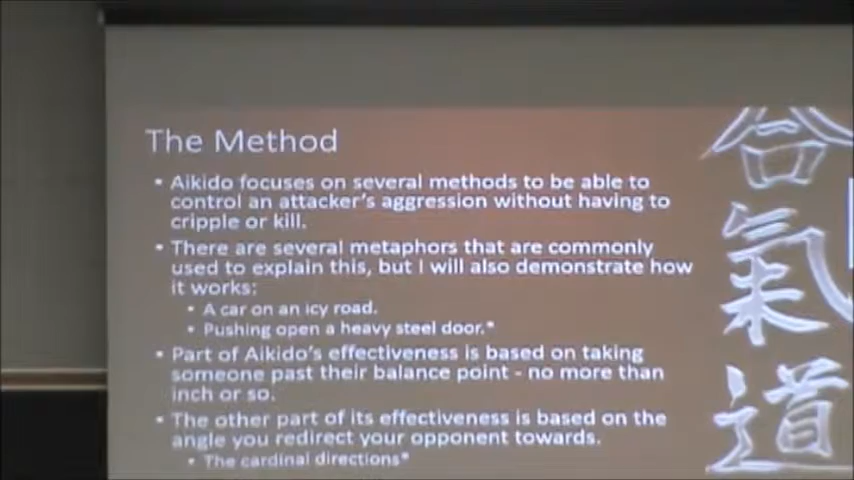 The Method
• Aikido focuses on several methods to be able to
control an attacker's aggression without having to
cripple or kill.
• There are several metaphors that are commonly
used to explain this, but I will also demonstrate how
it works:
• A car on an icy road.
• Pushing open a heavy steel door.*
• Part of Aikido's effectiveness is based on taking
someone past their balance point - no more than
inch or so.
• The other part of its effectiveness is based on the
angle you redirect your opponent towards.
• The cardinal directions*
合
氣
道